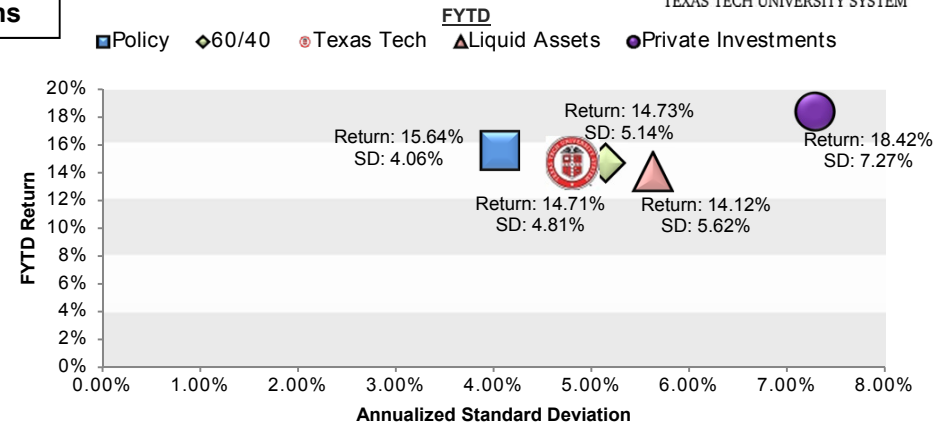 ns
TEXAS TECH UNIVERSITY SYSTEM
FYTD
Policy 60/40 Texas Tech Liquid Assets Private Investments
FYTD Return
20%
18%
16%
14%
12%
10%
8%
6%
4%
2%
0%
Return: 15.64%
SD: 4.06%
Return: 14.73%
SD: 5.14%
Return: 18.42%
SD: 7.27%
Return: 14.71%
SD: 4.81%
Return: 14.12%
SD: 5.62%
0.00% 1.00% 2.00% 3.00% 4.00% 5.00% 6.00% 7.00% 8.00%
Annualized Standard Deviation